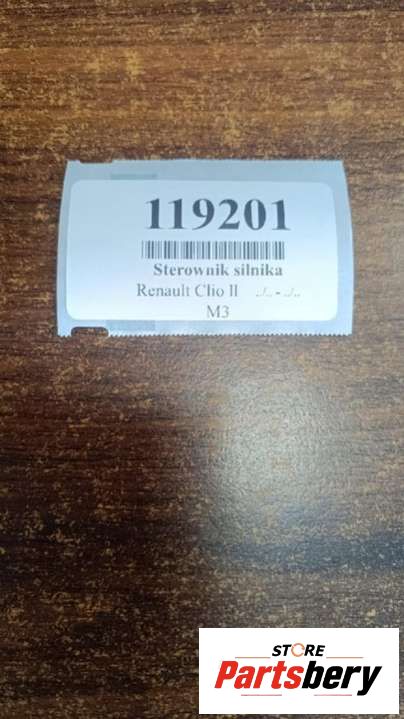 119201
Sterownik silnika
Renault Clio II ../.. - ../..
M3
STORE
Partsbery